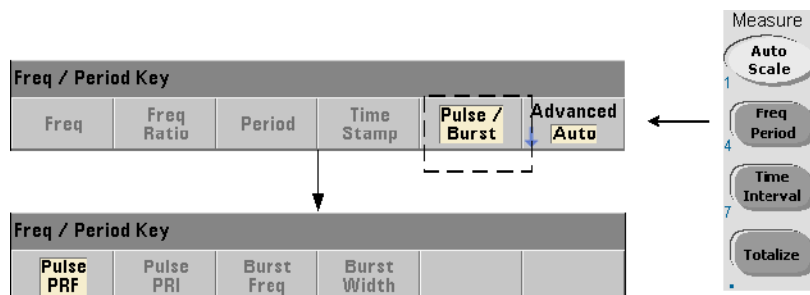 Freq / Period Key
Freq
Freq
Ratio
Period
Time
Stamp
Pulse /
Burst
Advanced
Auto
Freq / Period Key
Pulse
PRF
Pulse
PRI
Burst
Freq
Burst
Width
Measure
Auto
Scale
1
Freq
Period
4
Time
Interval
7
Totalize
.